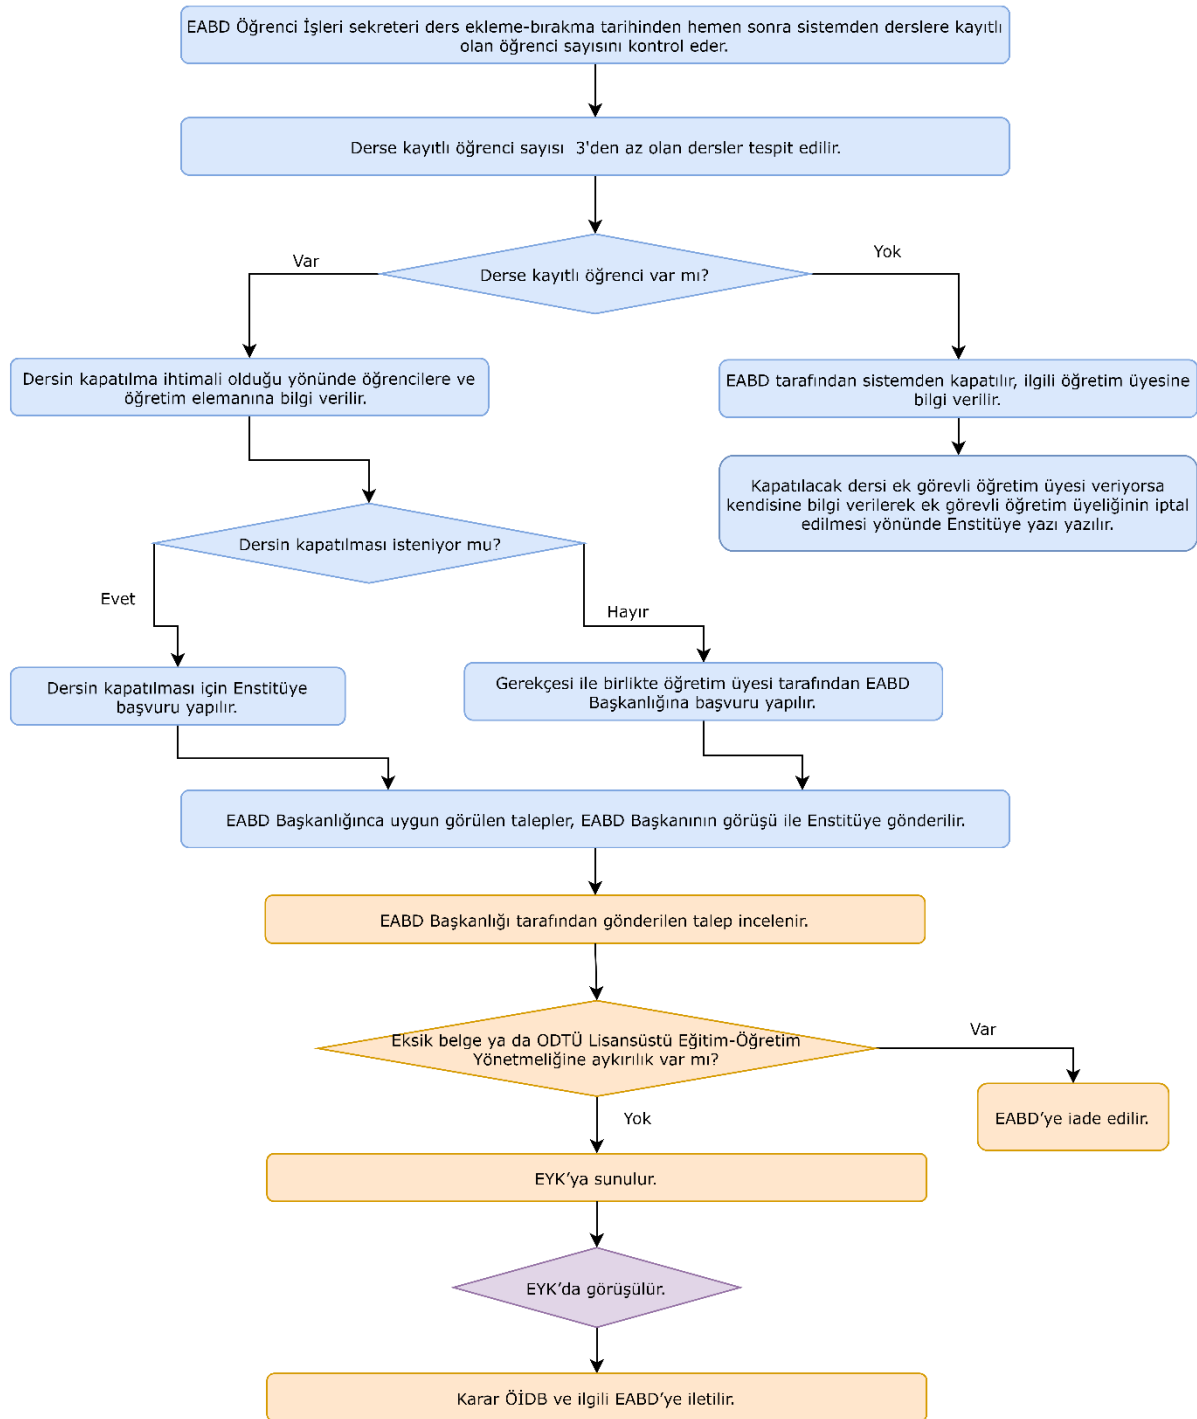 EABD Öğrenci İşleri sekreteri ders ekleme-bırakma tarihinden hemen sonra sistemden derslere kayıtlı
olan öğrenci sayısını kontrol eder.
Derse kayıtlı öğrenci sayısı  3'den az olan dersler tespit edilir.
Derse kayıtlı öğrenci var mı?
Var
Yok
Dersin kapatılma ihtimali olduğu yönünde öğrencilere ve
öğretim elemanına bilgi verilir.
EABD tarafından sistemden kapatılır, ilgili öğretim üyesine
bilgi verilir.
Kapatılacak dersi ek görevli öğretim üyesi veriyorsa
kendisine bilgi verilerek ek görevli öğretim üyeliğinin iptal
edilmesi yönünde Enstitüye yazı yazılır.
Dersin kapatılması isteniyor mu?
Evet
Hayır
Dersin kapatılması için Enstitüye
başvuru yapılır.
Gerekçesi ile birlikte öğretim üyesi tarafından EABD
Başkanlığına başvuru yapılır.
EABD Başkanlığınca uygun görülen talepler, EABD Başkanının görüşü ile Enstitüye gönderilir.
EABD Başkanlığı tarafından gönderilen talep incelenir.
Eksik belge ya da ODTÜ Lisansüstü Eğitim-Öğretim
Yönetmeliğine aykırılık var mı?
Var
EABD’ye iade edilir.
Yok
EYK’ya sunulur.
EYK’da görüşülür.
Karar ÖİDB ve ilgili EABD’ye iletilir.